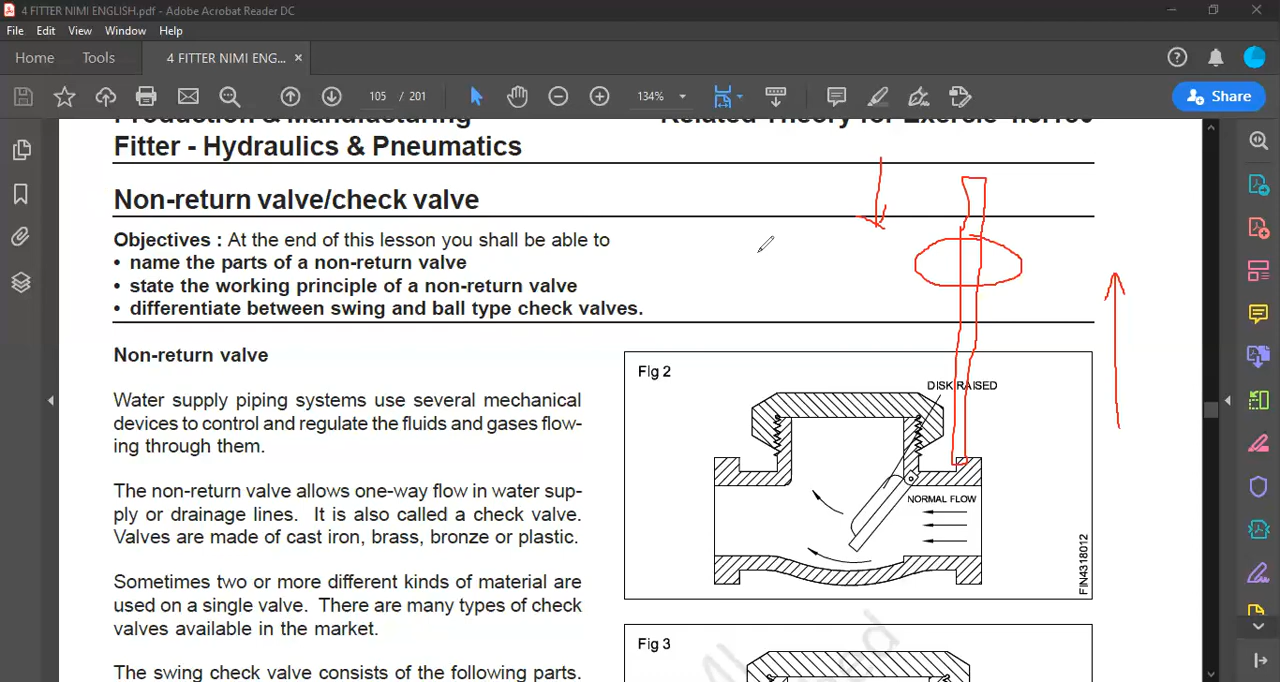 4 FITTER NIMI ENGLISH.pdf - Adobe Acrobat Reader DC
File Edit View Window Help
Home Tools 4 FITTER NIMI ENG... ×
105 / 201 134% Share
Fitter - Hydraulics & Pneumatics
Non-return valve/check valve
Objectives : At the end of this lesson you shall be able to
• name the parts of a non-return valve
• state the working principle of a non-return valve
• differentiate between swing and ball type check valves.
Non-return valve
Water supply piping systems use several mechanical
devices to control and regulate the fluids and gases flow-
ing through them.
The non-return valve allows one-way flow in water sup-
ply or drainage lines. It is also called a check valve.
Valves are made of cast iron, brass, bronze or plastic.
Sometimes two or more different kinds of material are
used on a single valve. There are many types of check
valves available in the market.
The swing check valve consists of the following parts.
Fig 2
DISK RAISED
NORMAL FLOW
FIN4318012
Fig 3